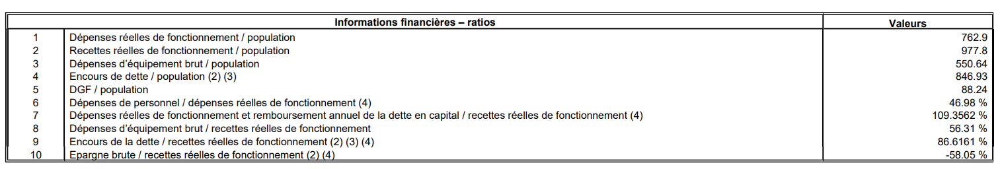 Informations financières – ratios Valeurs
1 Dépenses réelles de fonctionnement / population 762.9
2 Recettes réelles de fonctionnement / population 977.8
3 Dépenses d’équipement brut / population 550.64
4 Encours de dette / population (2) (3) 846.93
5 DGF / population 88.24
6 Dépenses de personnel / dépenses réelles de fonctionnement (4) 46.98 %
7 Dépenses réelles de fonctionnement et remboursement annuel de la dette en capital / recettes réelles de fonctionnement (4) 109.3562 %
8 Dépenses d’équipement brut / recettes réelles de fonctionnement 56.31 %
9 Encours de la dette / recettes réelles de fonctionnement (2) (3) (4) 86.6161 %
10 Epargne brute / recettes réelles de fonctionnement (2) (4) -58.05 %